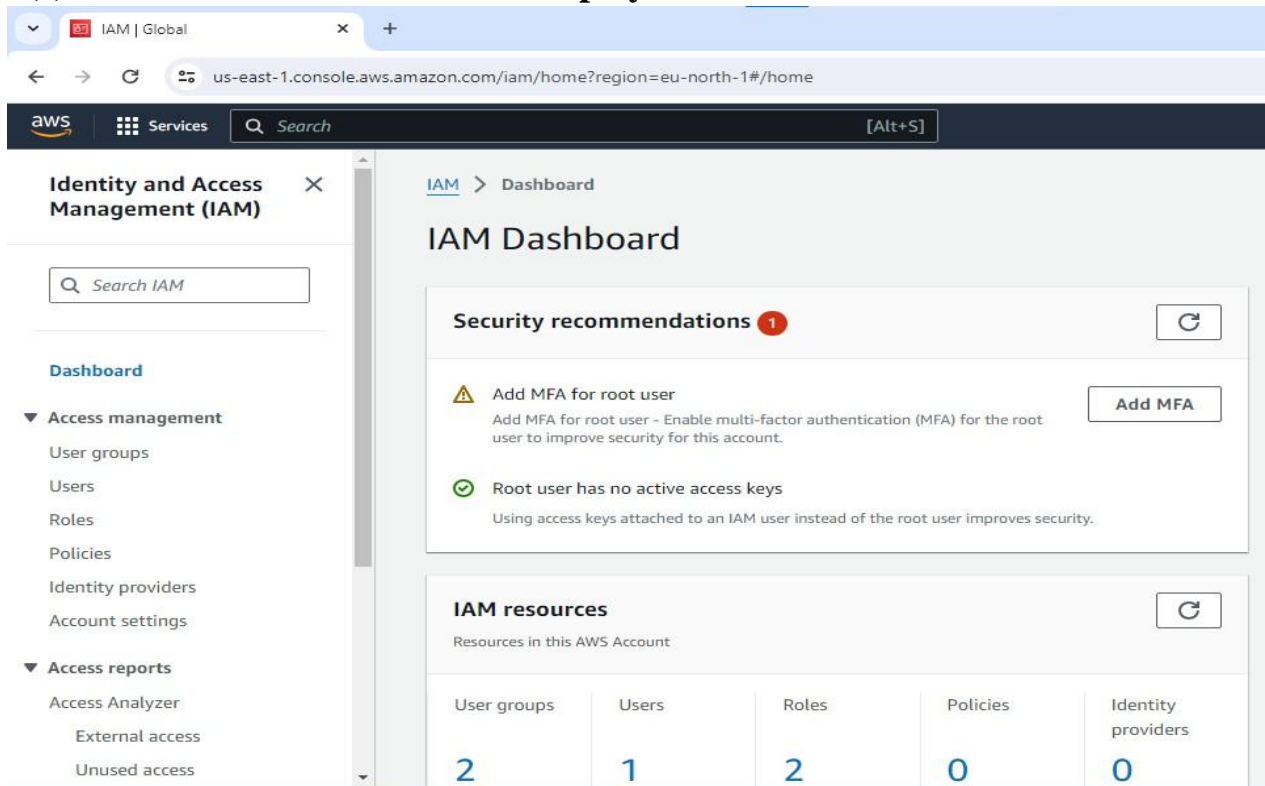 IAM | Global
us-east-1.console.aws.amazon.com/iam/home?region=eu-north-1#/home
aws Services Search [Alt+S]
Identity and Access
Management (IAM)
Search IAM
Dashboard
Access management
User groups
Users
Roles
Policies
Identity providers
Account settings
Access reports
Access Analyzer
External access
Unused access
IAM > Dashboard
IAM Dashboard
Security recommendations 1
Add MFA for root user
Add MFA for root user - Enable multi-factor authentication (MFA) for the root
user to improve security for this account.
Add MFA
Root user has no active access keys
Using access keys attached to an IAM user instead of the root user improves security.
IAM resources
Resources in this AWS Account
User groups Users Roles Policies Identity
providers
2 1 2 0 0